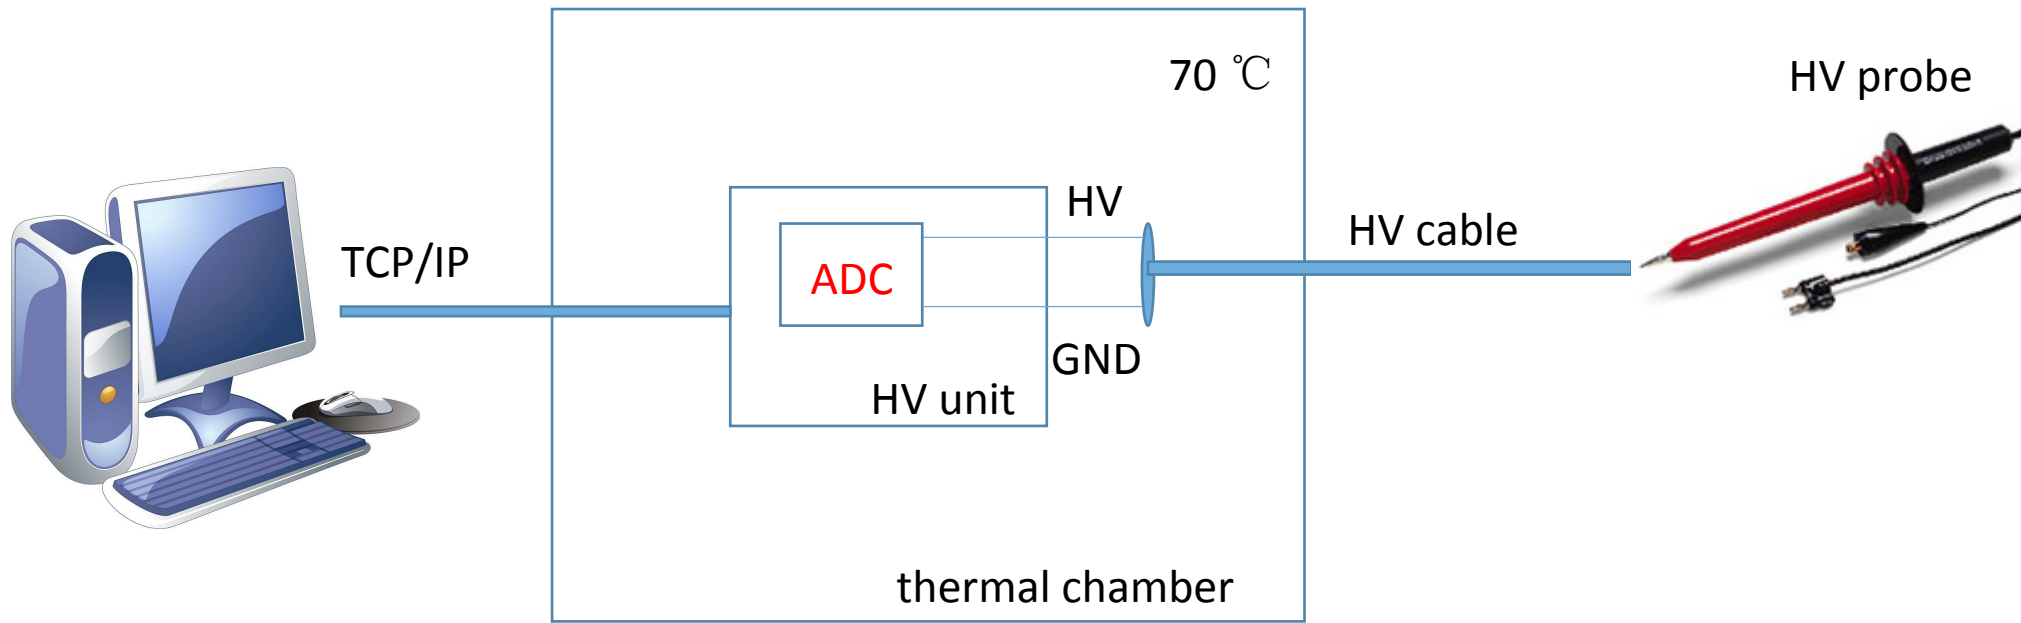 70 ℃
HV probe
TCP/IP
ADC
HV
GND
HV unit
HV cable
thermal chamber